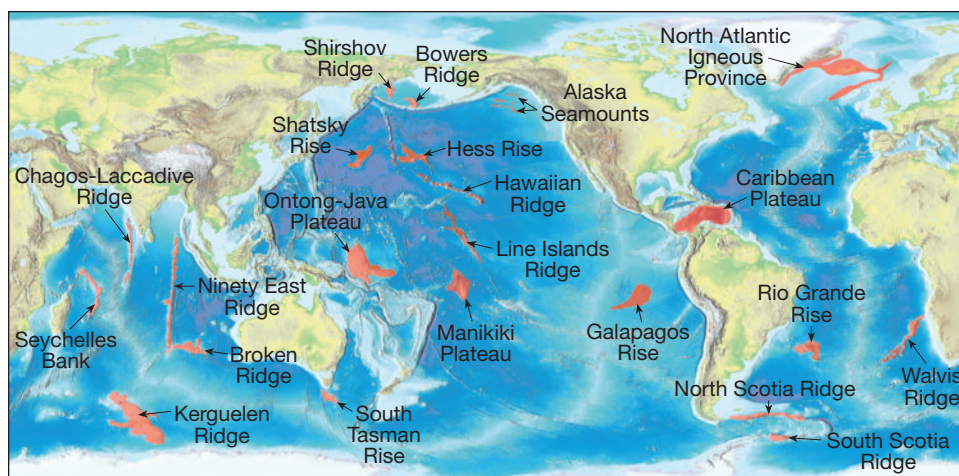 Shirshov
Ridge
Bowers
Ridge
North Atlantic
Igneous
Province
Alaska
Seamounts
Shatsky
Rise
Hess Rise
Chagos-Laccadive
Ridge
Hawaiian
Ridge
Caribbean
Plateau
Ontong-Java
Plateau
Line Islands
Ridge
Ninety East
Ridge
Rio Grande
Rise
Seychelles
Bank
Manikiki
Plateau
Galapagos
Rise
Broken
Ridge
Walvis
Ridge
North Scotia Ridge
Kerguelen
Ridge
South
Tasman
Rise
South Scotia
Ridge